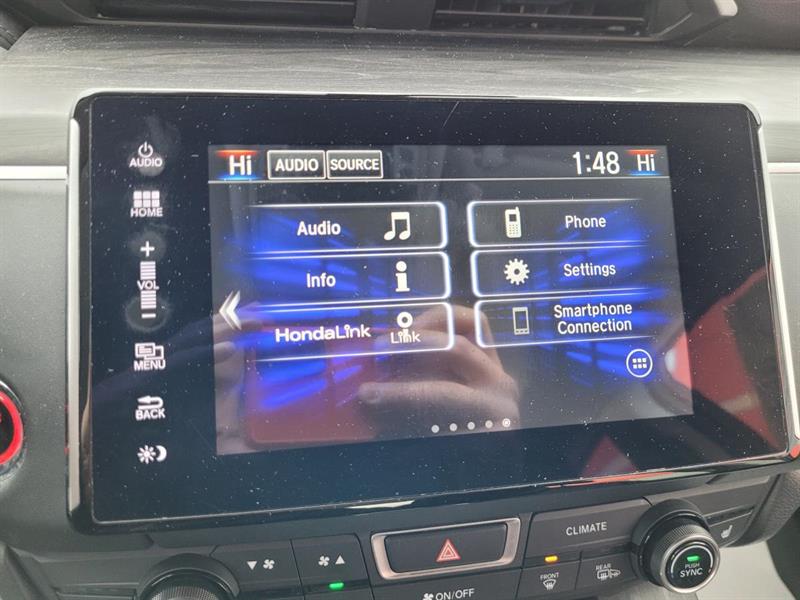 AUDIO
HOME
+
VOL
−
MENU
BACK
Hi AUDIO SOURCE 1:48 Hi
Audio
Phone
Info
i
Settings
HondaLink
Link
Smartphone
Connection
CLIMATE
ON/OFF
FRONT
REAR
PUSH
SYNC